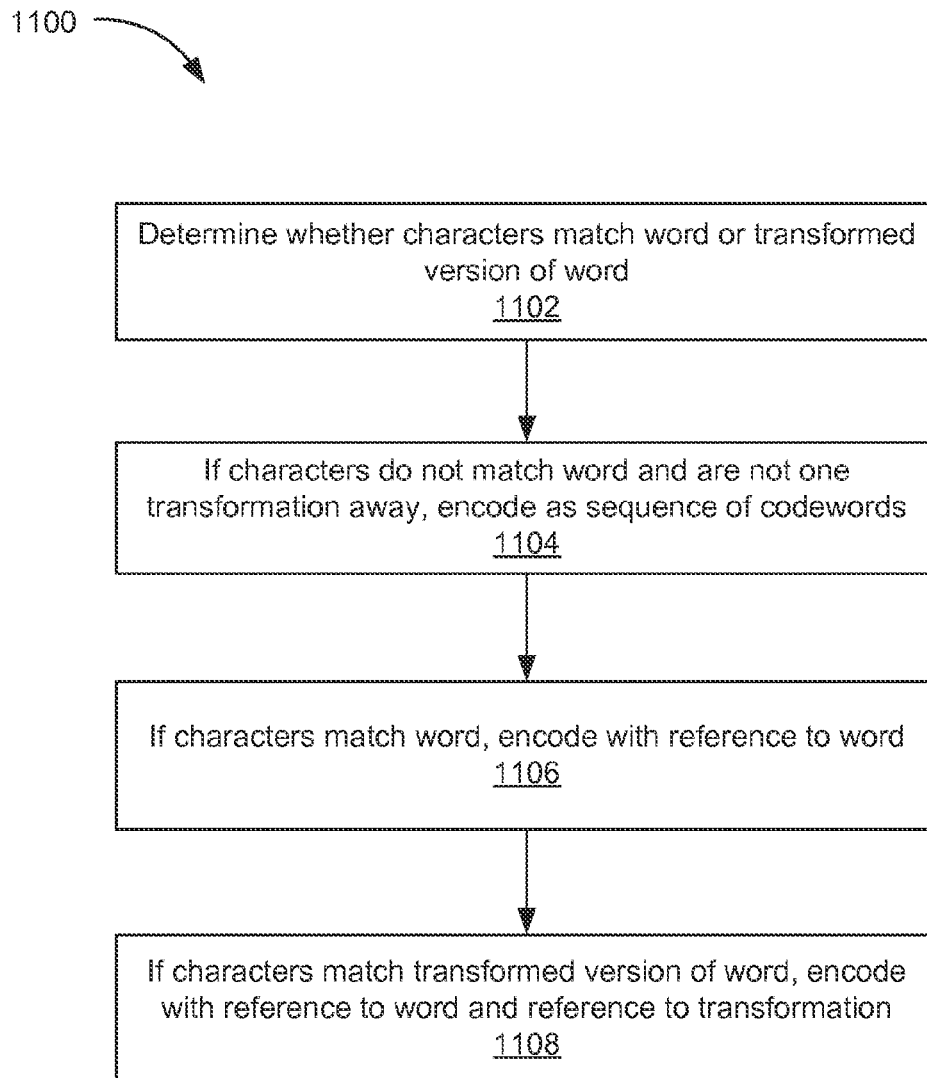 1100
Determine whether characters match word or transformed
version of word
1102
If characters do not match word and are not one
transformation away, encode as sequence of codewords
1104
If characters match word, encode with reference to word
1106
If characters match transformed version of word, encode
with reference to word and reference to transformation
1108